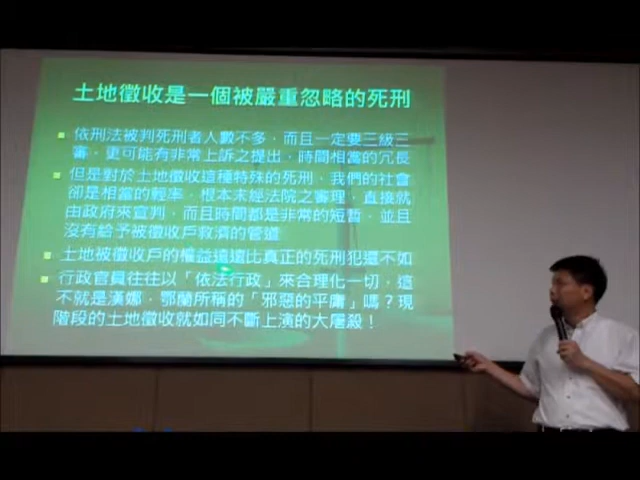 土地徵收是一個被嚴重忽略的死刑
依刑法被判死刑者人數不多，而且一定要三級三
審，更可能有非常上訴之提出，時間相當的冗長
但是對於土地徵收這種特殊的死刑，我們的社會
卻是相當的輕率，根本未經法院之審理，直接就
由政府來宣判，而且時間都是非常的短暫，並且
沒有給予被徵收戶救濟的管道
土地被徵收戶的權益遠遠比真正的死刑犯還不如
行政官員往往以「依法行政」來合理化一切，這
不就是漢娜．鄂蘭所稱的「邪惡的平庸」嗎？現
階段的土地徵收就如同不斷上演的大屠殺！